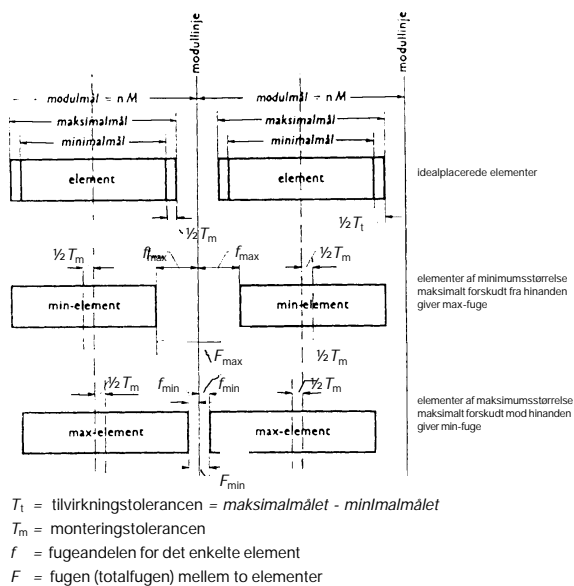 modullinje
modullinje
modulmål = n M
modulmål = n M
maksimalmål
maksimalmål
minimalmål
minimalmål
element
element
idealplacerede elementer
½ Tm
½ Tt
½ Tm
fmax
fmax
½ Tm
min-element
min-element
elementer af minimumsstørrelse
maksimalt forskudt fra hinanden
giver max-fuge
Fmax
½ Tm
½ Tm
fmin
fmin
½ Tm
max-element
max-element
elementer af maksimumsstørrelse
maksimalt forskudt mod hinanden
giver min-fuge
Fmin
Tt = tilvirkningstolerancen = maksimalmålet - minImalmålet
Tm = monteringstolerancen
f = fugeandelen for det enkelte element
F = fugen (totalfugen) mellem to elementer